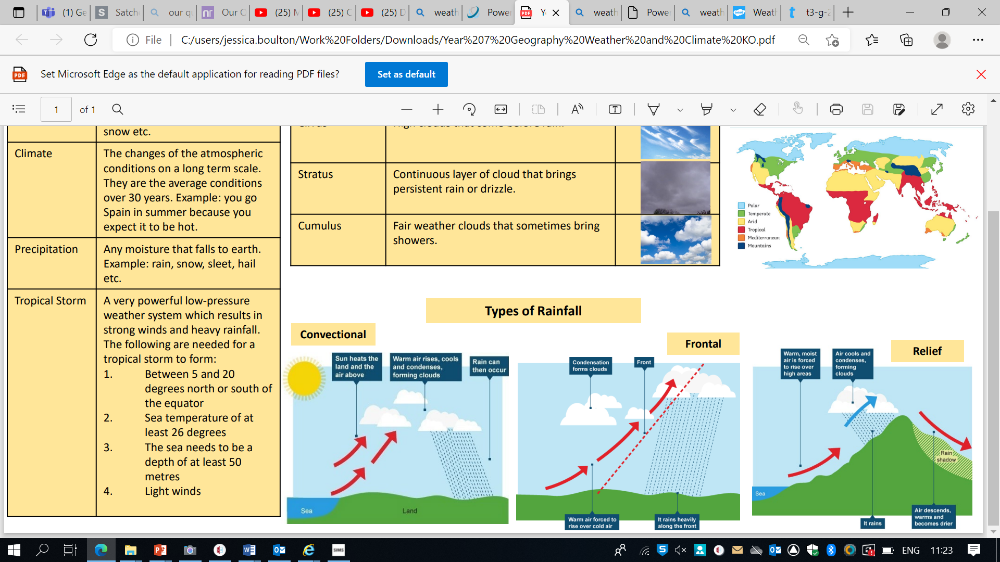 (1) Ge
Satch
our qu
Our Q
(25) M
(25) C
(25) D
weath
Power
weath
Power
weath
Weath
t3-g-2
File
C:/users/jessica.boulton/Work%20Folders/Downloads/Year%207%20Geography%20Weather%20and%20Climate%20KO.pdf
Set Microsoft Edge as the default application for reading PDF files?
Set as default
1 of 1
snow etc.
Climate
The changes of the atmospheric
conditions on a long term scale.
They are the average conditions
over 30 years. Example: you go
Spain in summer because you
expect it to be hot.
Precipitation
Any moisture that falls to earth.
Example: rain, snow, sleet, hail
etc.
Tropical Storm
A very powerful low-pressure
weather system which results in
strong winds and heavy rainfall.
The following are needed for a
tropical storm to form:
1. Between 5 and 20
degrees north or south of
the equator
2. Sea temperature of at
least 26 degrees
3. The sea needs to be a
depth of at least 50
metres
4. Light winds
Stratus
Continuous layer of cloud that brings
persistent rain or drizzle.
Cumulus
Fair weather clouds that sometimes bring
showers.
Polar
Temperate
Arid
Tropical
Mediterranean
Mountains
Types of Rainfall
Convectional
Sun heats the
land and the
air above
Warm air rises, cools
and condenses,
forming clouds
Rain can
then occur
Sea
Land
Frontal
Condensation
forms clouds
Front
Warm air forced to
rise over cold air
It rains heavily
along the front
Relief
Warm, moist
air is forced
to rise over
high areas
Air cools and
condenses,
forming
clouds
Rain
shadow
Sea
It rains
Air descends,
warms and
becomes drier
SIMS
ENG
11:23